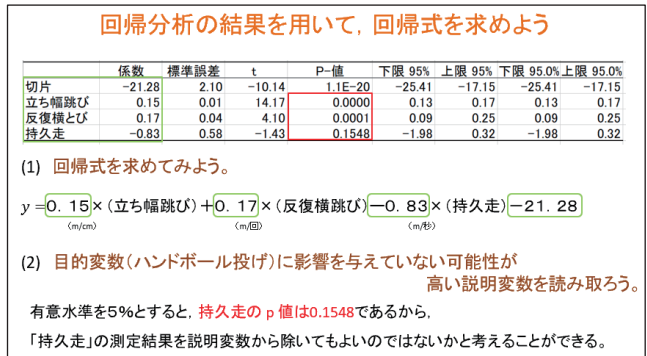 回帰分析の結果を用いて，回帰式を求めよう
係数 標準誤差 t P-値 下限 95% 上限 95% 下限 95.0% 上限 95.0%
切片 −21.28 2.10 −10.14 1.1E-20 −25.41 −17.15 −25.41 −17.15
立ち幅跳び 0.15 0.01 14.17 0.0000 0.13 0.17 0.13 0.17
反復横とび 0.17 0.04 4.10 0.0001 0.09 0.25 0.09 0.25
持久走 −0.83 0.58 −1.43 0.1548 −1.98 0.32 −1.98 0.32
(1) 回帰式を求めてみよう。
y＝0．15×（立ち幅跳び）＋0．17×（反復横跳び）−0．83×（持久走）−21．28
（m/cm） （m/回） （m/秒）
(2) 目的変数（ハンドボール投げ）に影響を与えていない可能性が
高い説明変数を読み取ろう。
有意水準を5％とすると，持久走の p 値は0.1548であるから，
「持久走」の測定結果を説明変数から除いてもよいのではないかと考えることができる。